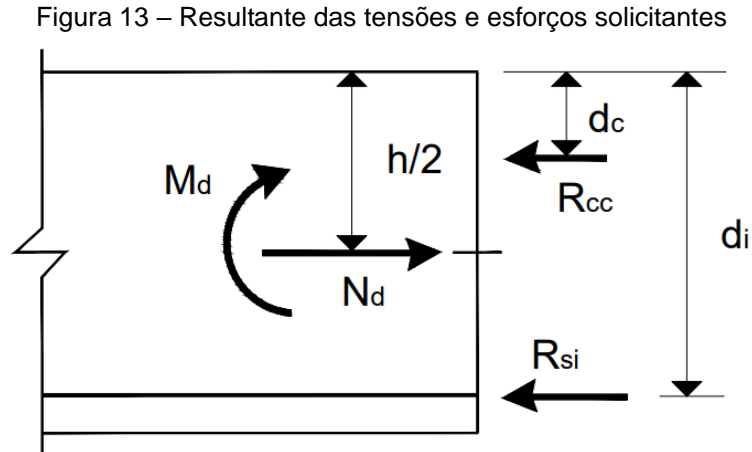 Figura 13 – Resultante das tensões e esforços solicitantes
dc
h/2
Md
Rcc
di
Nd
Rsi